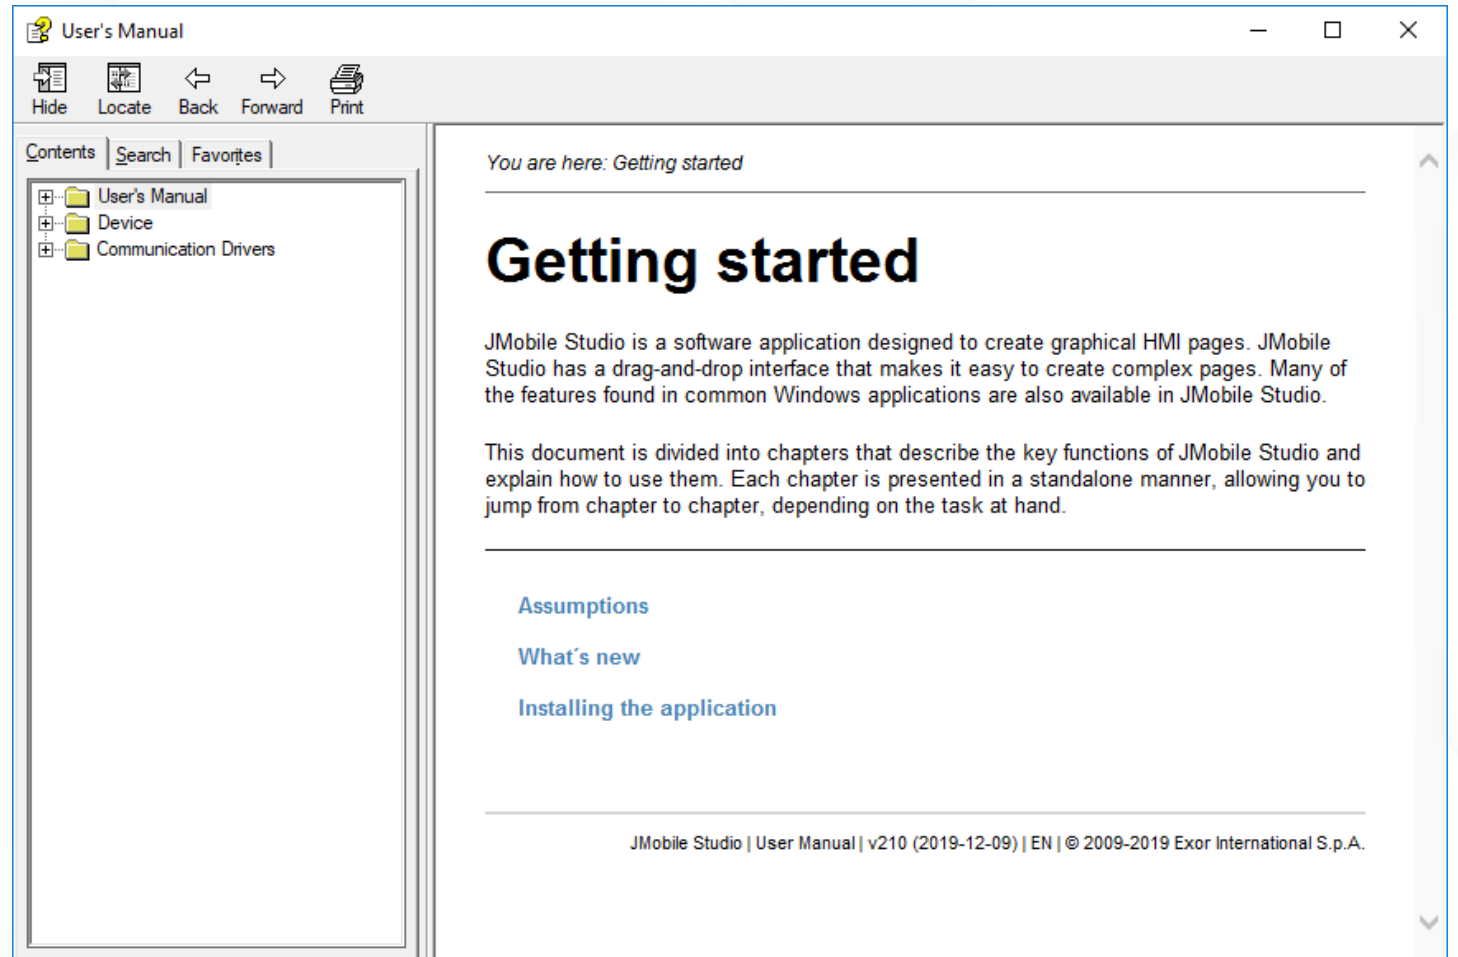 User's Manual
Hide Locate Back Forward Print
Contents Search Favorites
User's Manual
Device
Communication Drivers
You are here: Getting started
Getting started
JMobile Studio is a software application designed to create graphical HMI pages. JMobile
Studio has a drag-and-drop interface that makes it easy to create complex pages. Many of
the features found in common Windows applications are also available in JMobile Studio.
This document is divided into chapters that describe the key functions of JMobile Studio and
explain how to use them. Each chapter is presented in a standalone manner, allowing you to
jump from chapter to chapter, depending on the task at hand.
Assumptions
What´s new
Installing the application
JMobile Studio | User Manual | v210 (2019-12-09) | EN | © 2009-2019 Exor International S.p.A.